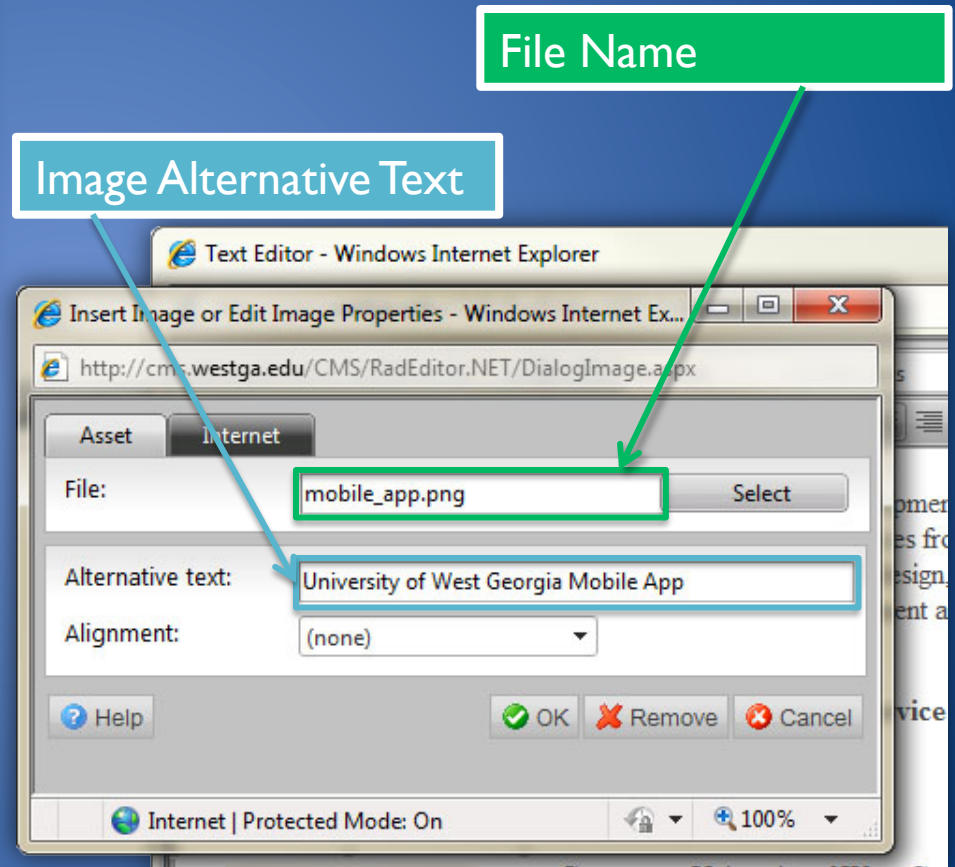 File Name
Image Alternative Text
Text Editor - Windows Internet Explorer
Insert Image or Edit Image Properties - Windows Internet Ex...
http://cms.westga.edu/CMS/RadEditor.NET/DialogImage.aspx
s
Asset Internet
File: mobile_app.png Select
Alternative text: University of West Georgia Mobile App
Alignment: (none)
Help OK Remove Cancel
vice
Internet | Protected Mode: On 100%